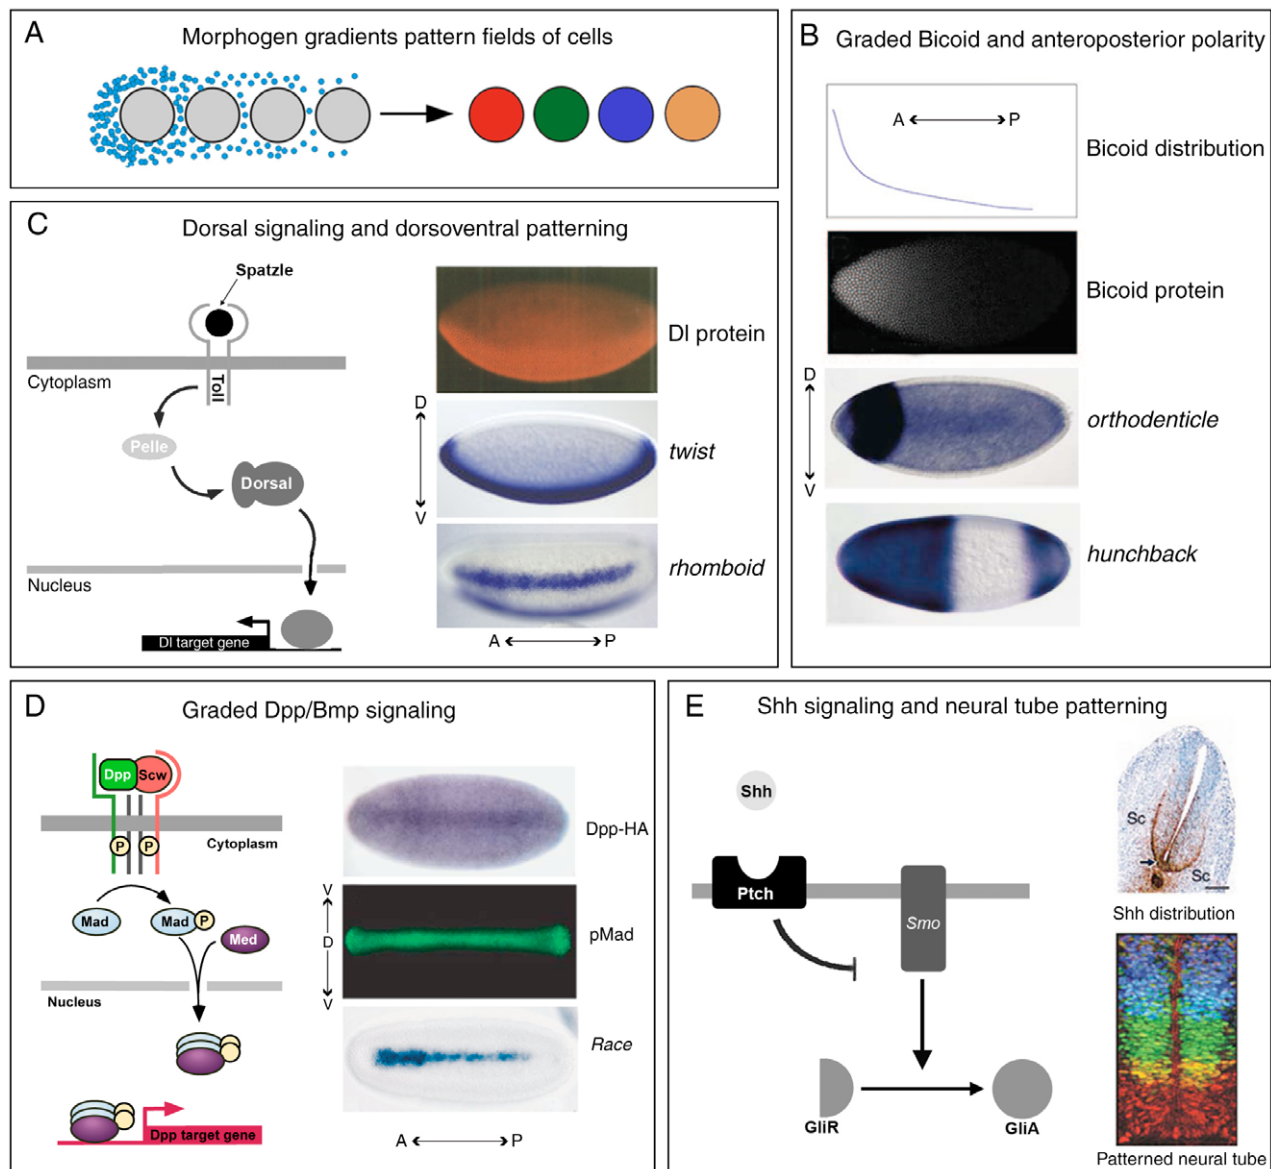 A
Morphogen gradients pattern fields of cells
B
Graded Bicoid and anteroposterior polarity
A P
Bicoid distribution
Bicoid protein
D
V
orthodenticle
hunchback
C
Dorsal signaling and dorsoventral patterning
Spatzle
Cytoplasm
Toll
Pelle
Dorsal
Nucleus
Dl target gene
Dl protein
D
V
twist
rhomboid
A P
D
Graded Dpp/Bmp signaling
Dpp Scw
P P
Cytoplasm
Mad
Mad P
Med
Nucleus
Dpp target gene
Dpp-HA
V
D
V
pMad
Race
A P
E
Shh signaling and neural tube patterning
Shh
Ptch
Smo
GliR
GliA
Sc
Sc
Shh distribution
Patterned neural tube